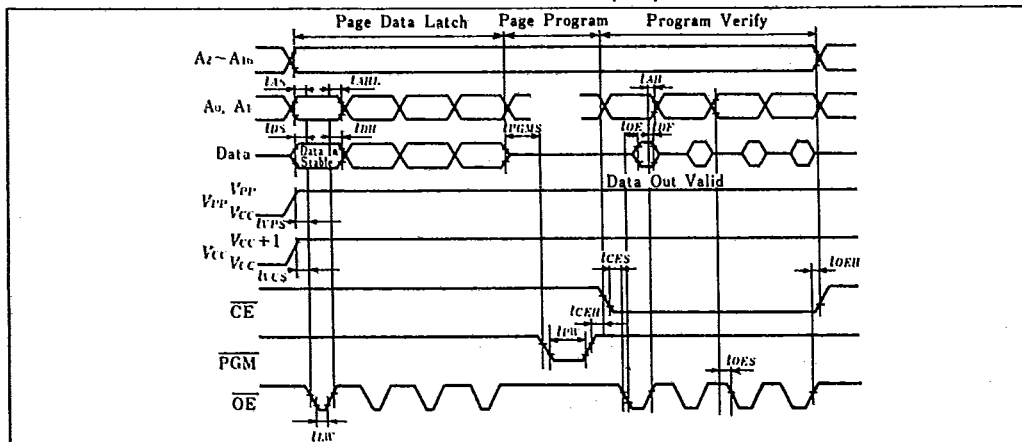 Page Data Latch Page Program Program Verify
A2~A16
tAS tAHL tAH
A0, A1
tDS tDH tPGMS tOE tDF
Data Data In Stable
Data Out Valid
VPP VPP
VCC
tVPS
VCC VCC+1
VCC
tVCS tCES tOEH
CE
tCEH
tPW
PGM
tOES
OE
tLW